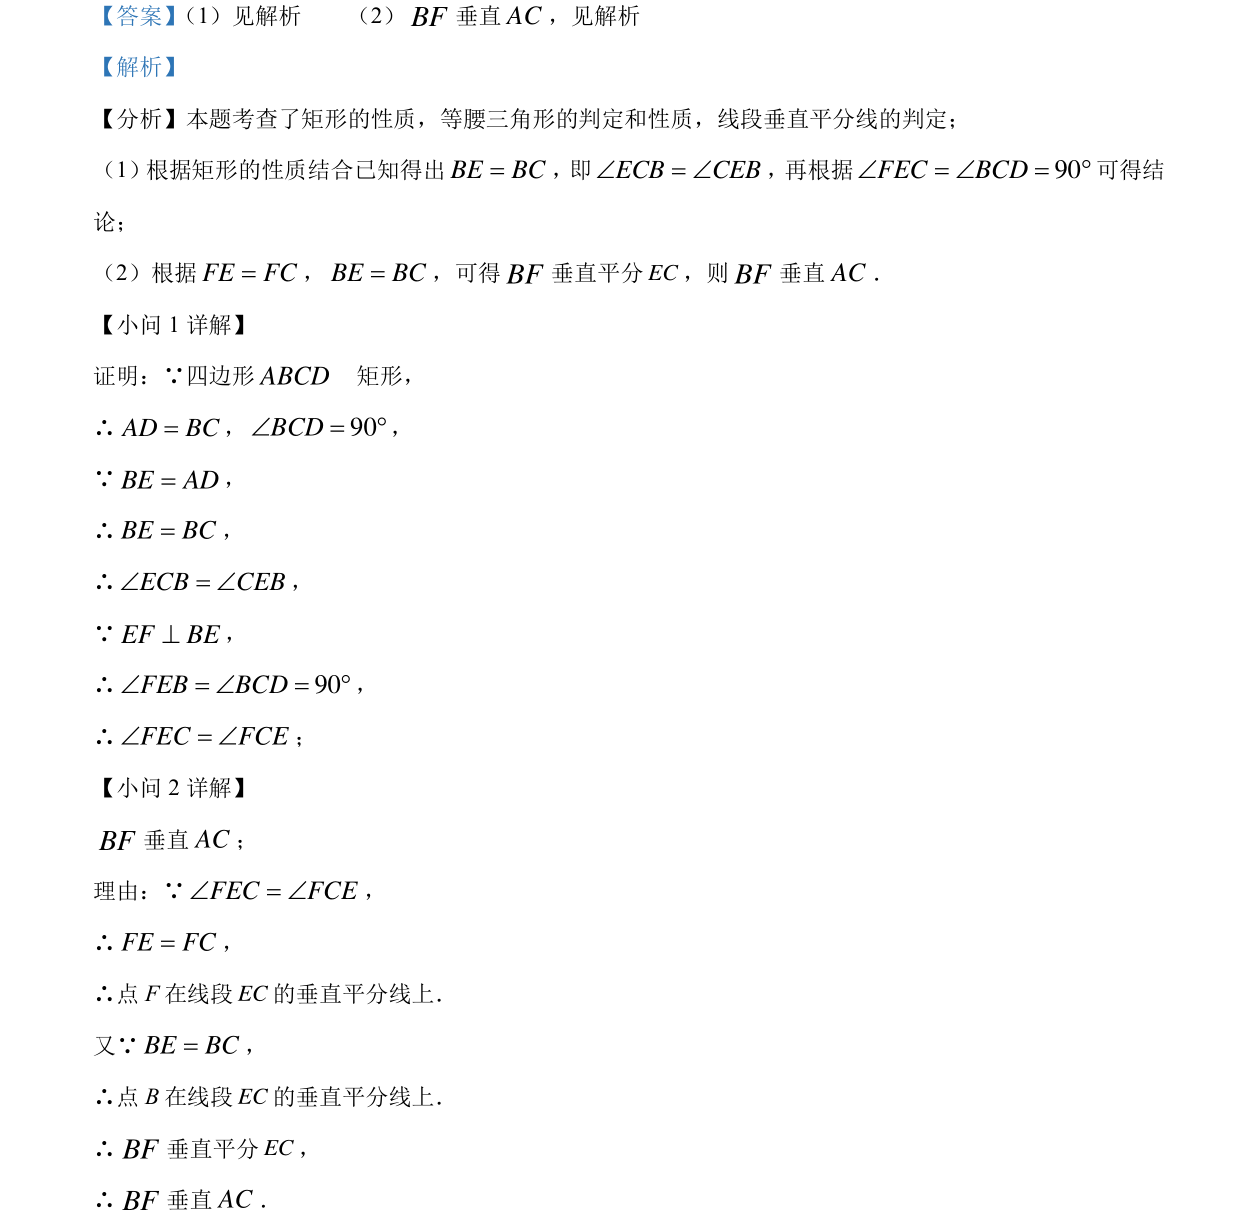 【答案】（1）见解析 （2）BF 垂直 AC，见解析
【解析】
【分析】本题考查了矩形的性质，等腰三角形的判定和性质，线段垂直平分线的判定；
（1）根据矩形的性质结合已知得出 BE = BC，即∠ECB = ∠CEB，再根据∠FEC = ∠BCD = 90° 可得结
论；
（2）根据 FE = FC，BE = BC，可得 BF 垂直平分 EC，则 BF 垂直 AC．
【小问 1 详解】
证明：∵四边形 ABCD 矩形，
∴ AD = BC，∠BCD = 90°，
∵ BE = AD，
∴ BE = BC，
∴ ∠ECB = ∠CEB，
∵ EF ⊥ BE，
∴ ∠FEB = ∠BCD = 90°，
∴ ∠FEC = ∠FCE；
【小问 2 详解】
BF 垂直 AC；
理由：∵ ∠FEC = ∠FCE，
∴ FE = FC，
∴点 F 在线段 EC 的垂直平分线上．
又∵ BE = BC，
∴点 B 在线段 EC 的垂直平分线上．
∴ BF 垂直平分 EC，
∴ BF 垂直 AC．